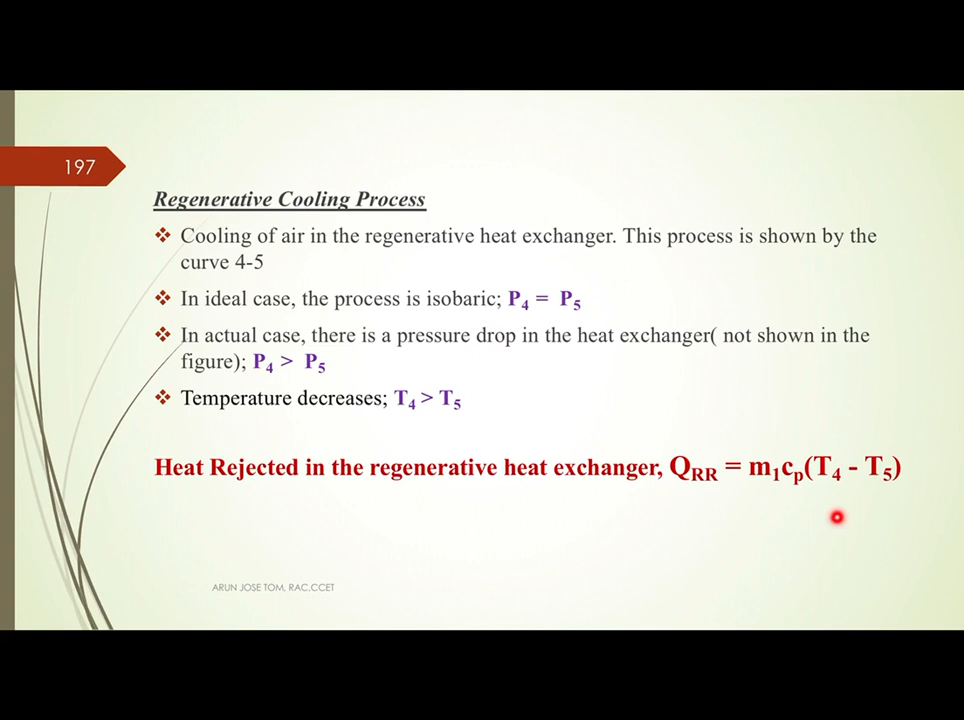 197
Regenerative Cooling Process
❖ Cooling of air in the regenerative heat exchanger. This process is shown by the
curve 4-5
❖ In ideal case, the process is isobaric; P₄ = P₅
❖ In actual case, there is a pressure drop in the heat exchanger( not shown in the
figure); P₄ > P₅
❖ Temperature decreases; T₄ > T₅
Heat Rejected in the regenerative heat exchanger, Q_RR = m₁cₚ(T₄ - T₅)
ARUN JOSE TOM, RAC,CCET